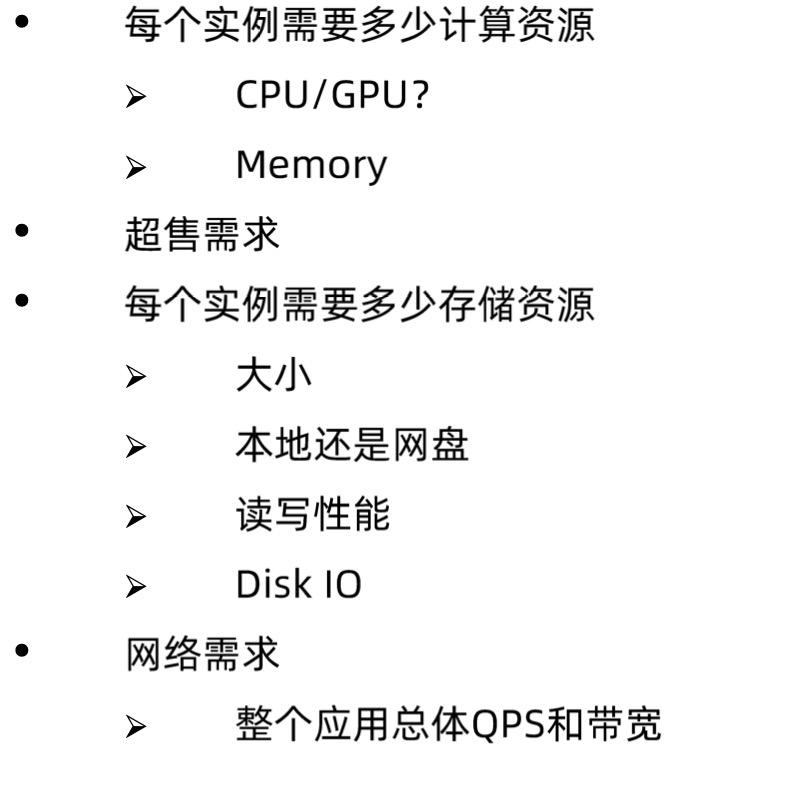 • 每个实例需要多少计算资源
➢ CPU/GPU?
➢ Memory
• 超售需求
• 每个实例需要多少存储资源
➢ 大小
➢ 本地还是网盘
➢ 读写性能
➢ Disk IO
• 网络需求
➢ 整个应用总体QPS和带宽